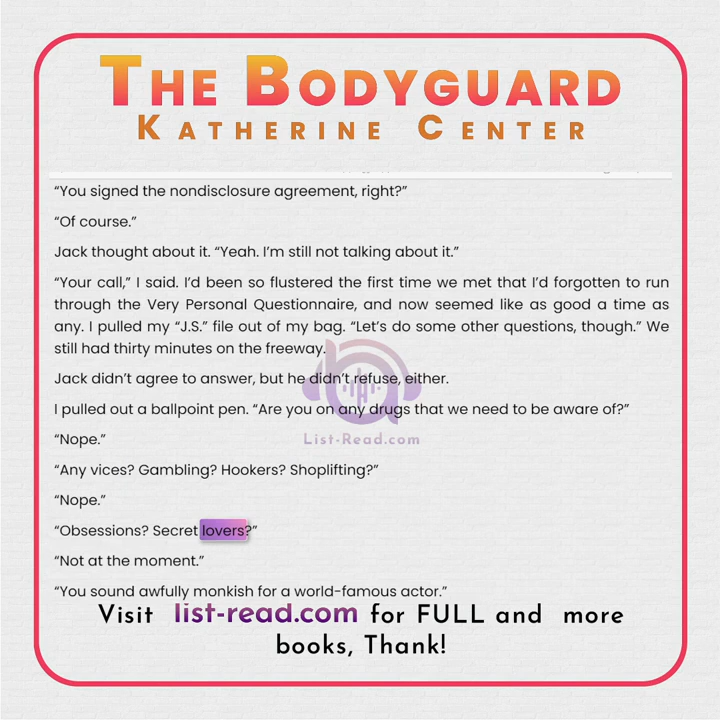 THE BODYGUARD
KATHERINE CENTER
“You signed the nondisclosure agreement, right?”
“Of course.”
Jack thought about it. “Yeah. I’m still not talking about it.”
“Your call,” I said. I’d been so flustered the first time we met that I’d forgotten to run
through the Very Personal Questionnaire, and now seemed like as good a time as
any. I pulled my “J.S.” file out of my bag. “Let’s do some other questions, though.” We
still had thirty minutes on the freeway.
Jack didn’t agree to answer, but he didn’t refuse, either.
I pulled out a ballpoint pen. “Are you on any drugs that we need to be aware of?”
List-Read.com
“Nope.”
“Any vices? Gambling? Hookers? Shoplifting?”
“Nope.”
“Obsessions? Secret lovers?”
“Not at the moment.”
“You sound awfully monkish for a world-famous actor.”
Visit list-read.com for FULL and more
books, Thank!